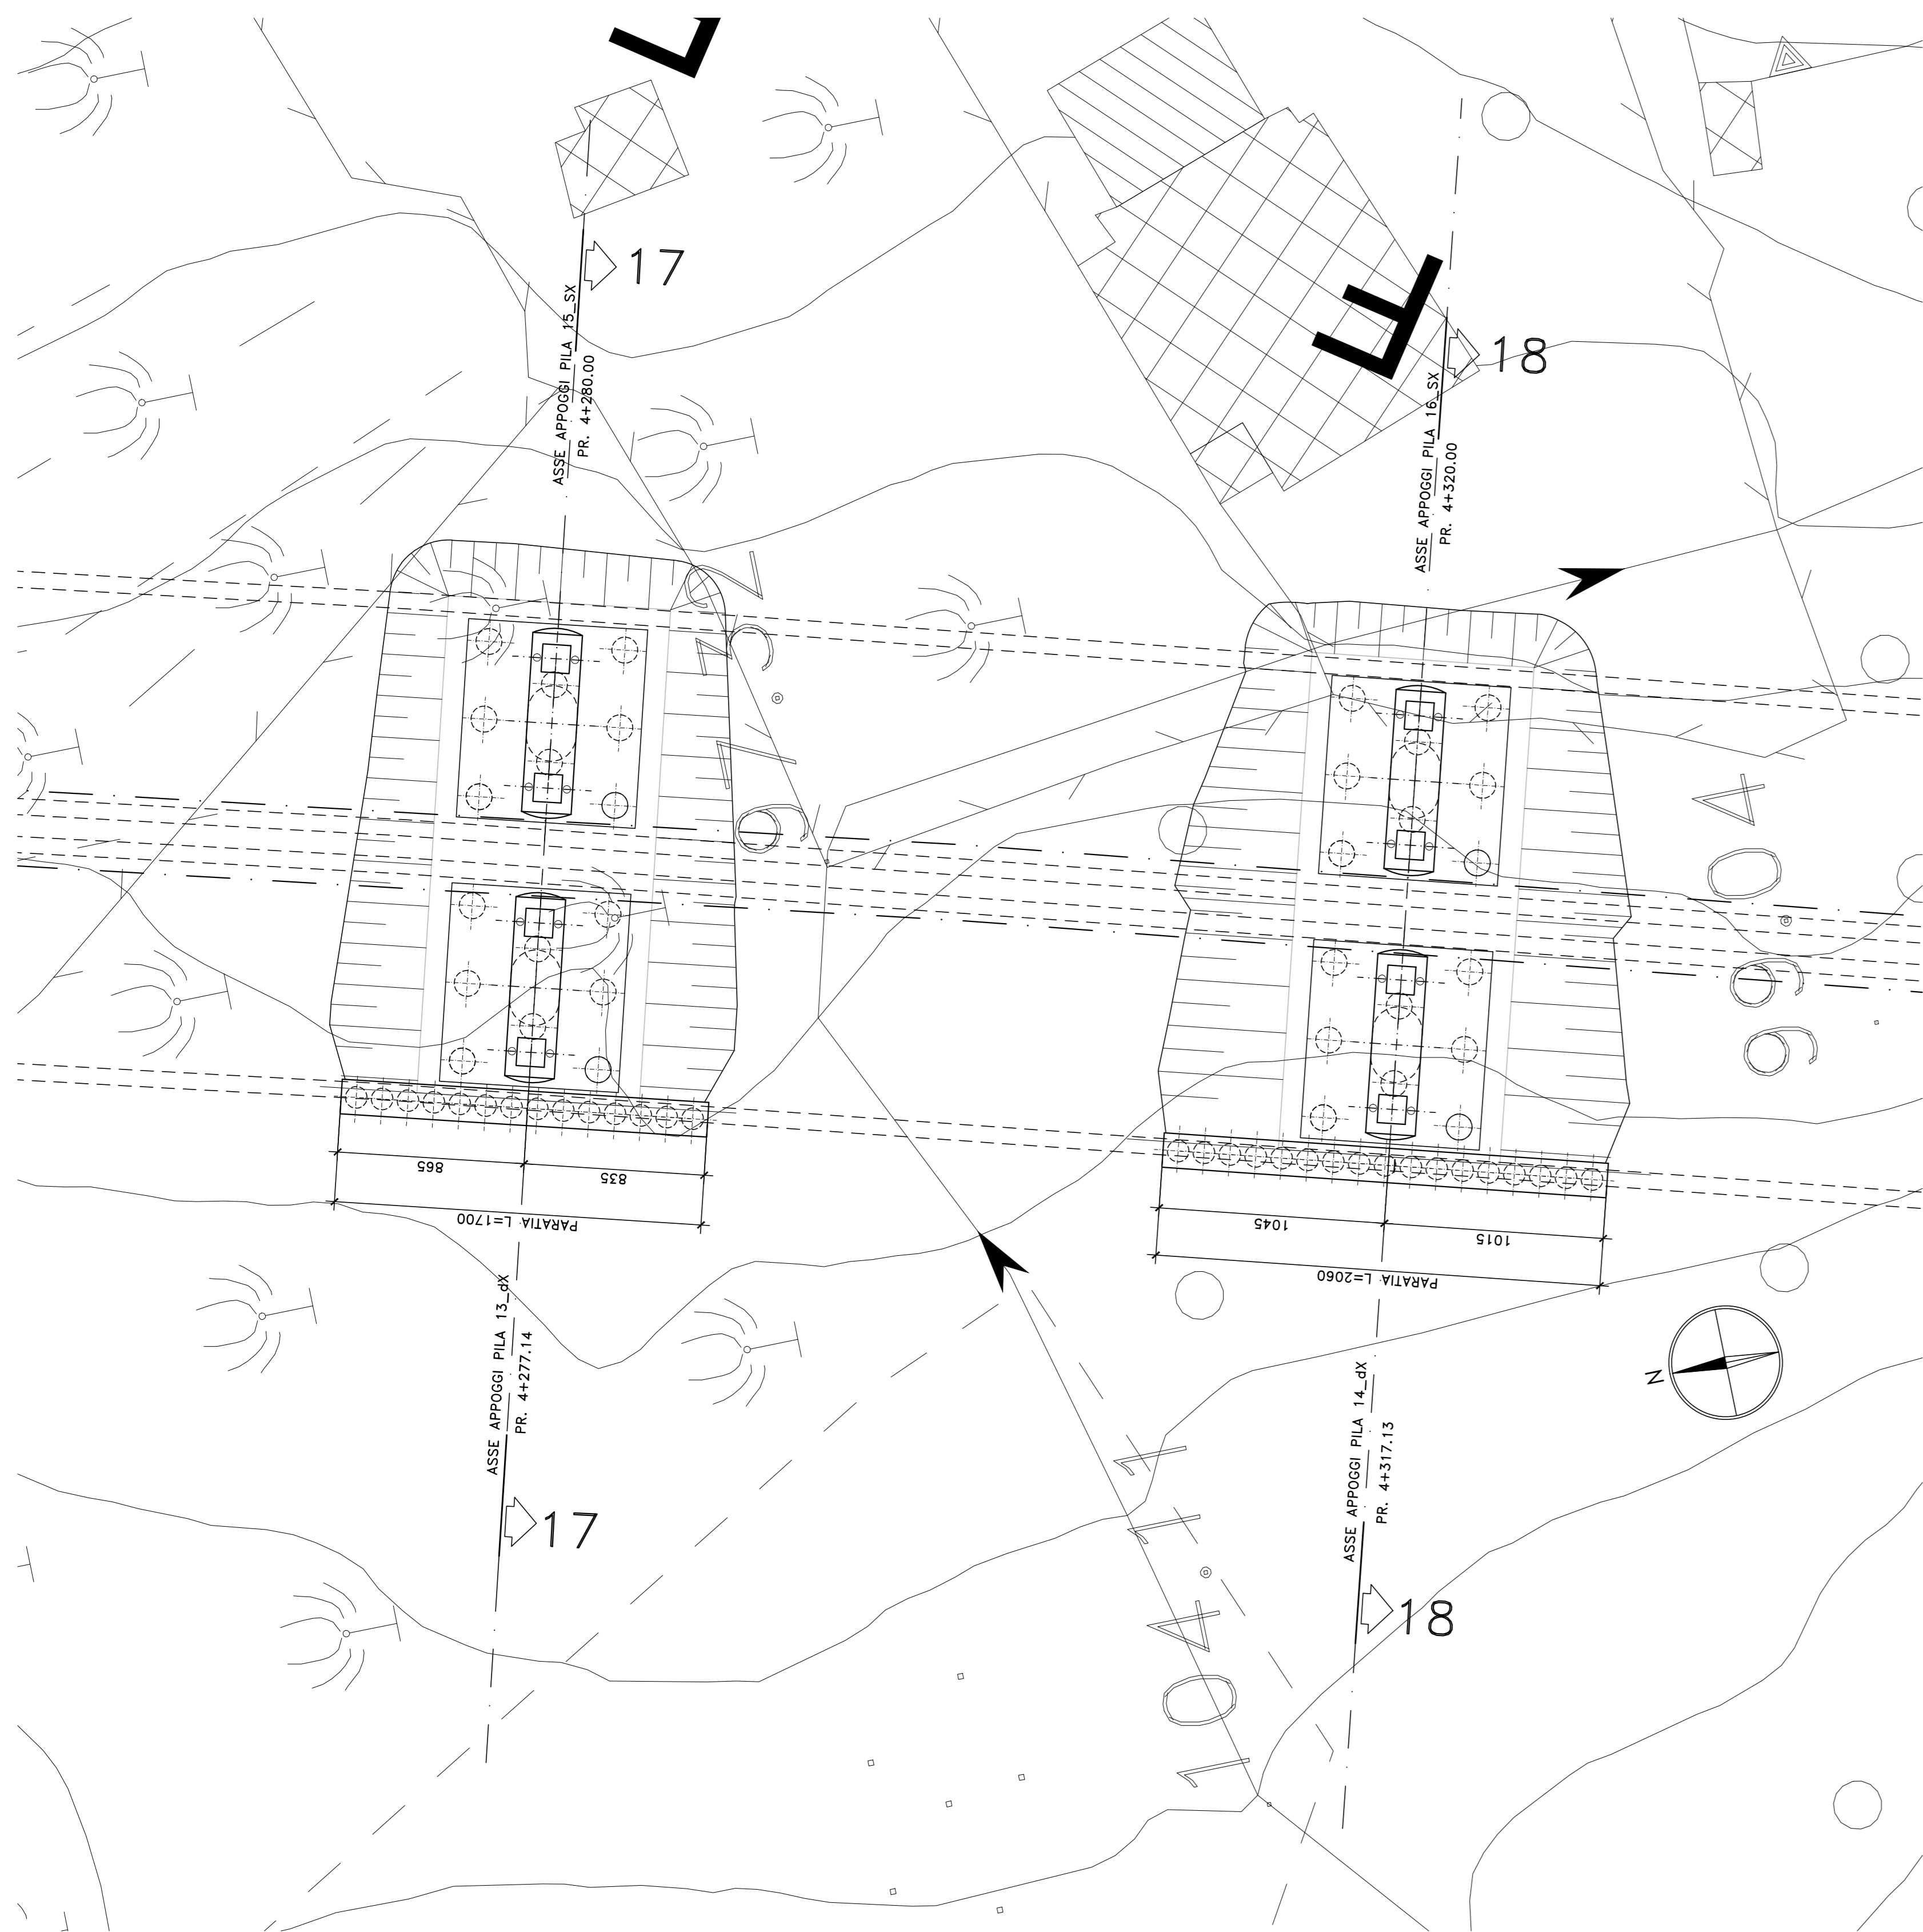 17
ASSE APPOGGI PILA 15_SX
PR. 4+280.00
18
ASSE APPOGGI PILA 16_SX
PR. 4+320.00
865
835
PARATIA L=1700
1045
1015
PARATIA L=2060
ASSE APPOGGI PILA 13_dX
PR. 4+277.14
17
ASSE APPOGGI PILA 14_dX
PR. 4+317.13
18
N